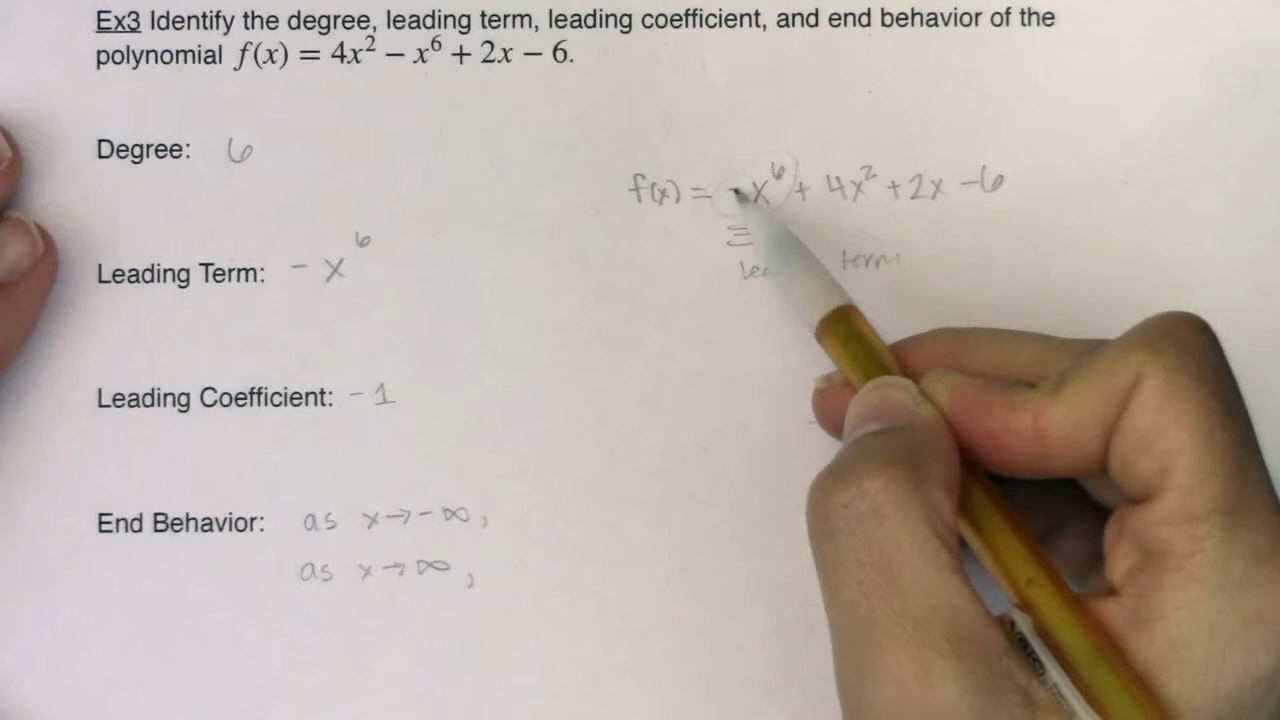 Ex3 Identify the degree, leading term, leading coefficient, and end behavior of the
polynomial f(x) = 4x² − x⁶ + 2x − 6.
Degree: 6
f(x) = -x⁶ + 4x² + 2x - 6
term
Leading Term: - x⁶
Leading Coefficient: - 1
End Behavior: as x → - ∞,
as x → ∞,